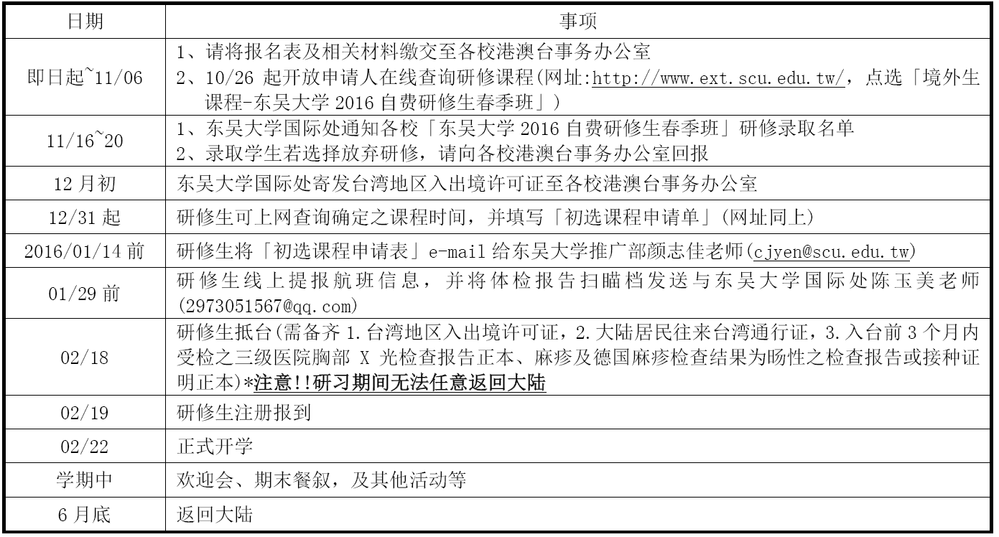 日期 事项
即日起~11/06
1、请将报名表及相关材料缴交至各校港澳台事务办公室
2、10/26 起开放申请人在线查询研修课程(网址:http://www.ext.scu.edu.tw/，点选「境外生
课程-东吴大学 2016 自费研修生春季班」)
11/16~20
1、东吴大学国际处通知各校「东吴大学 2016 自费研修生春季班」研修录取名单
2、录取学生若选择放弃研修，请向各校港澳台事务办公室回报
12 月初 东吴大学国际处寄发台湾地区入出境许可证至各校港澳台事务办公室
12/31 起 研修生可上网查询确定之课程时间，并填写「初选课程申请单」(网址同上)
2016/01/14 前 研修生将「初选课程申请表」e-mail 给东吴大学推广部颜志佳老师(cjyen@scu.edu.tw)
01/29 前
研修生线上提报航班信息，并将体检报告扫瞄档发送与东吴大学国际处陈玉美老师
(2973051567@qq.com)
02/18
研修生抵台(需备齐 1.台湾地区入出境许可证，2.大陆居民往来台湾通行证，3.入台前 3 个月内
受检之三级医院胸部 X 光检查报告正本、麻疹及德国麻疹检查结果为旸性之检查报告或接种证
明正本)*注意!!研习期间无法任意返回大陆
02/19 研修生注册报到
02/22 正式开学
学期中 欢迎会、期末餐叙，及其他活动等
6 月底 返回大陆